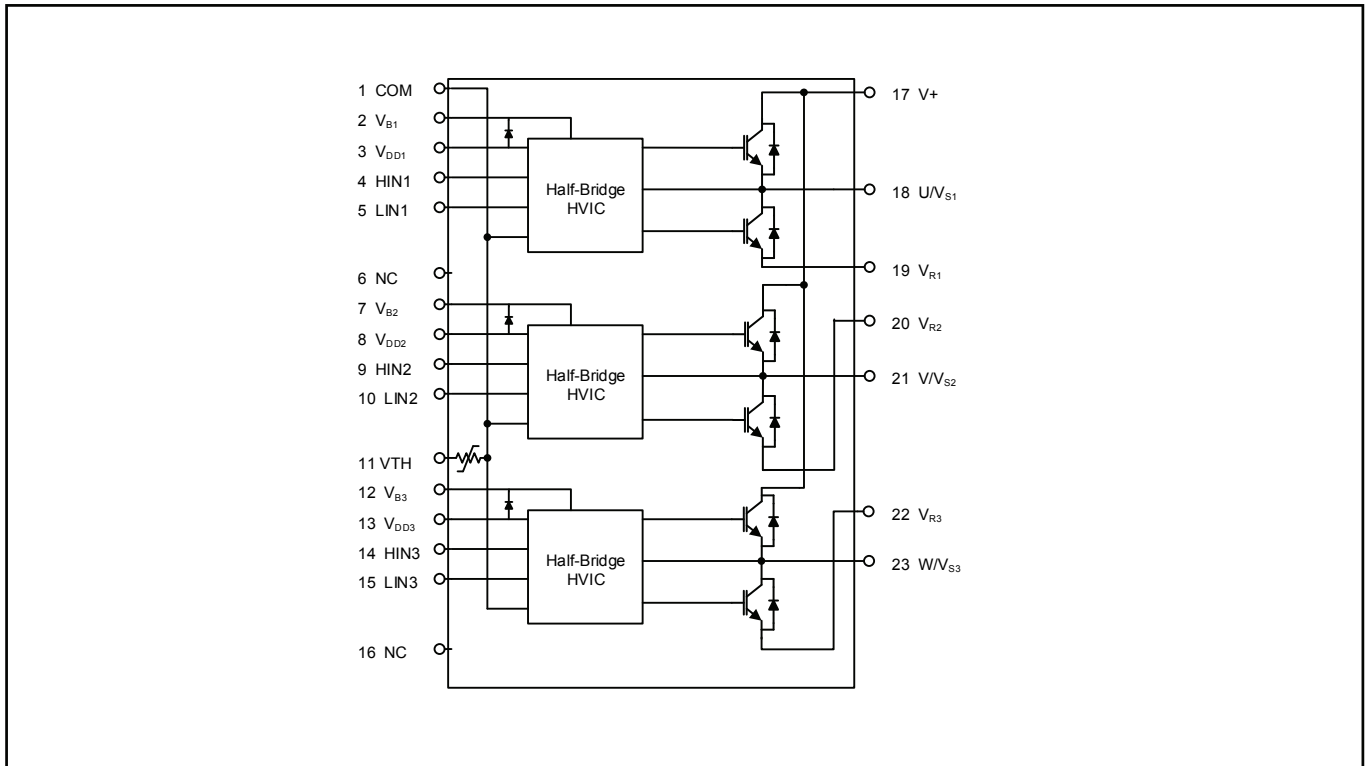 1 COM
2 VB1
3 VDD1
4 HIN1
5 LIN1
6 NC
7 VB2
8 VDD2
9 HIN2
10 LIN2
11 VTH
12 VB3
13 VDD3
14 HIN3
15 LIN3
16 NC
Half-Bridge
HVIC
Half-Bridge
HVIC
Half-Bridge
HVIC
17 V+
18 U/VS1
19 VR1
20 VR2
21 V/VS2
22 VR3
23 W/VS3